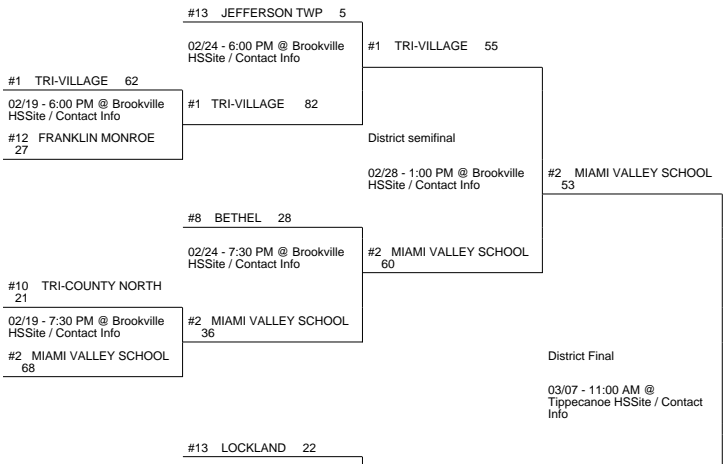 #13 JEFFERSON TWP 5
02/24 - 6:00 PM @ Brookville
HSSite / Contact Info
#1 TRI-VILLAGE 55
#1 TRI-VILLAGE 62
02/19 - 6:00 PM @ Brookville
HSSite / Contact Info
#1 TRI-VILLAGE 82
#12 FRANKLIN MONROE
27
District semifinal
02/28 - 1:00 PM @ Brookville
HSSite / Contact Info
#2 MIAMI VALLEY SCHOOL
53
#8 BETHEL 28
02/24 - 7:30 PM @ Brookville
HSSite / Contact Info
#2 MIAMI VALLEY SCHOOL
60
#10 TRI-COUNTY NORTH
21
02/19 - 7:30 PM @ Brookville
HSSite / Contact Info
#2 MIAMI VALLEY SCHOOL
36
#2 MIAMI VALLEY SCHOOL
68
District Final
03/07 - 11:00 AM @
Tippecanoe HSSite / Contact
Info
#13 LOCKLAND 22